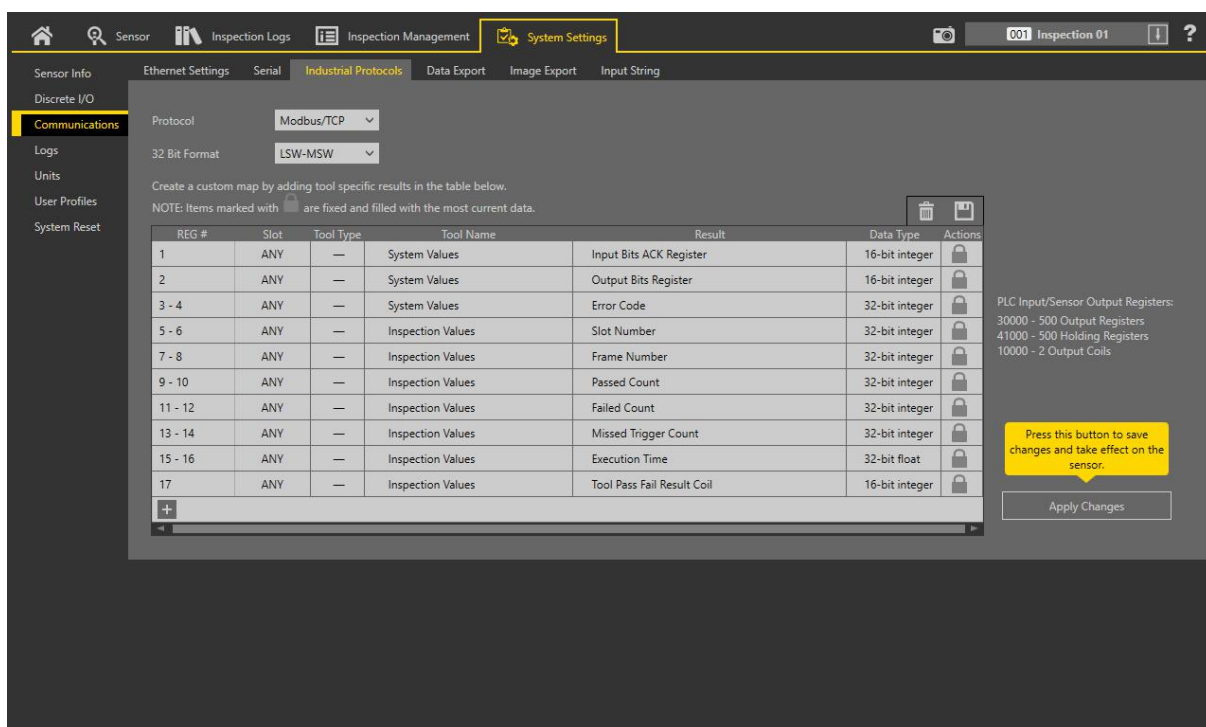 Sensor Inspection Logs Inspection Management System Settings 001 Inspection 01 ?
Sensor Info
Discrete I/O
Communications
Logs
Units
User Profiles
System Reset
Ethernet Settings Serial Industrial Protocols Data Export Image Export Input String
Protocol Modbus/TCP
32 Bit Format LSW-MSW
Create a custom map by adding tool specific results in the table below.
NOTE: Items marked with are fixed and filled with the most current data.
REG # Slot Tool Type Tool Name Result Data Type Actions
1 ANY — System Values Input Bits ACK Register 16-bit integer
2 ANY — System Values Output Bits Register 16-bit integer
3 - 4 ANY — System Values Error Code 32-bit integer
5 - 6 ANY — Inspection Values Slot Number 32-bit integer
7 - 8 ANY — Inspection Values Frame Number 32-bit integer
9 - 10 ANY — Inspection Values Passed Count 32-bit integer
11 - 12 ANY — Inspection Values Failed Count 32-bit integer
13 - 14 ANY — Inspection Values Missed Trigger Count 32-bit integer
15 - 16 ANY — Inspection Values Execution Time 32-bit float
17 ANY — Inspection Values Tool Pass Fail Result Coil 16-bit integer
+
PLC Input/Sensor Output Registers:
30000 - 500 Output Registers
41000 - 500 Holding Registers
10000 - 2 Output Coils
Press this button to save
changes and take effect on the
sensor.
Apply Changes